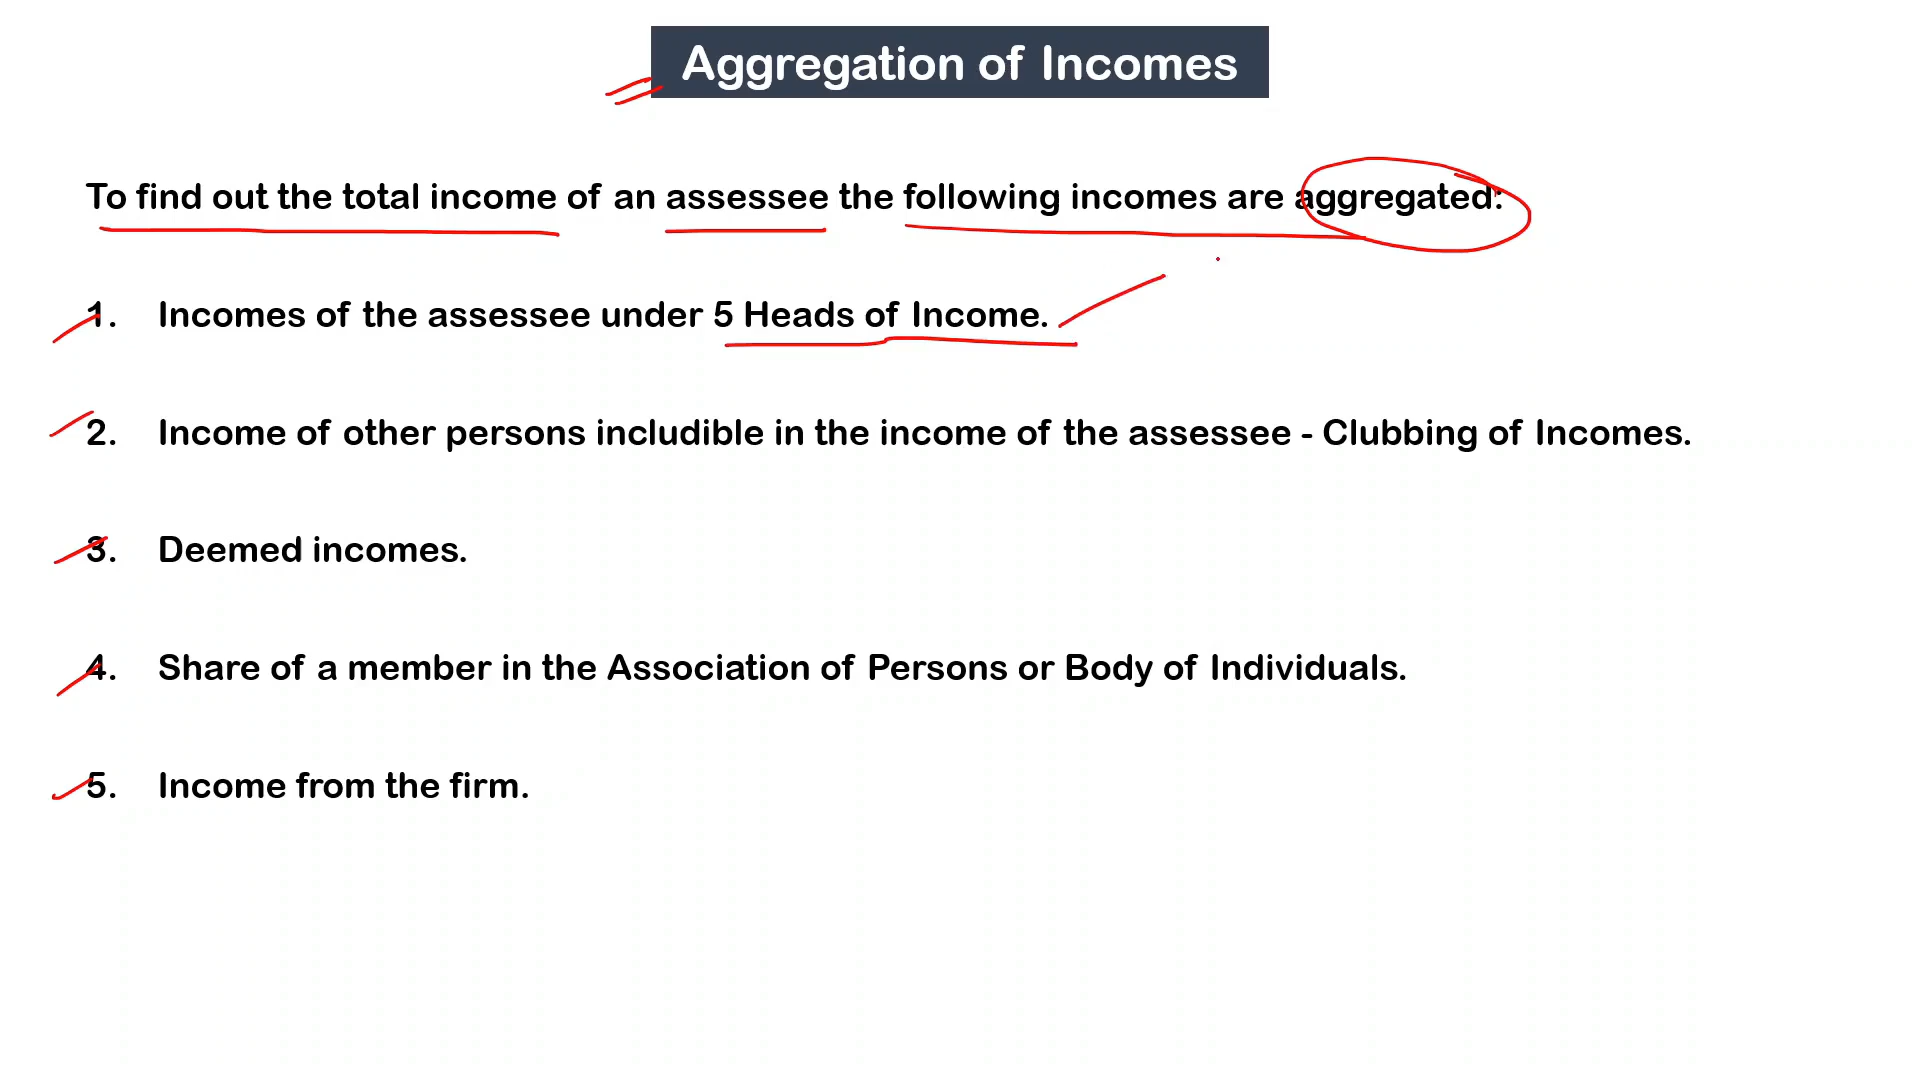 Aggregation of Incomes
To find out the total income of an assessee the following incomes are aggregated:
1. Incomes of the assessee under 5 Heads of Income.
2. Income of other persons includible in the income of the assessee - Clubbing of Incomes.
3. Deemed incomes.
4. Share of a member in the Association of Persons or Body of Individuals.
5. Income from the firm.